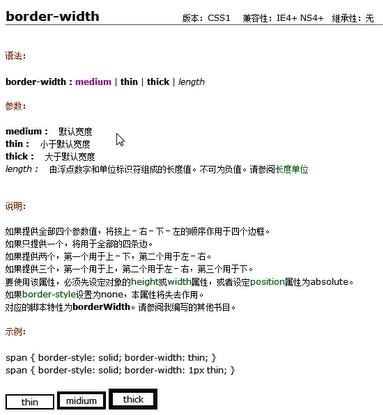 border-width 版本：CSS1 兼容性：IE4+ NS4+ 继承性：无
语法：
border-width : medium | thin | thick | length
参数：
medium： 默认宽度
thin： 小于默认宽度
thick： 大于默认宽度
length： 由浮点数字和单位标识符组成的长度值。不可为负值。请参阅长度单位
说明：
如果提供全部四个参数值，将按上－右－下－左的顺序作用于四个边框。
如果只提供一个，将用于全部的四条边。
如果提供两个，第一个用于上－下，第二个用于左－右。
如果提供三个，第一个用于上，第二个用于左－右，第三个用于下。
要使用该属性，必须先设定对象的height或width属性，或者设定position属性为absolute。
如果border-style设置为none，本属性将失去作用。
对应的脚本特性为borderWidth。请参阅我编写的其他书目。
示例：
span { border-style: solid; border-width: thin; }
span { border-style: solid; border-width: 1px thin; }
thin midium thick